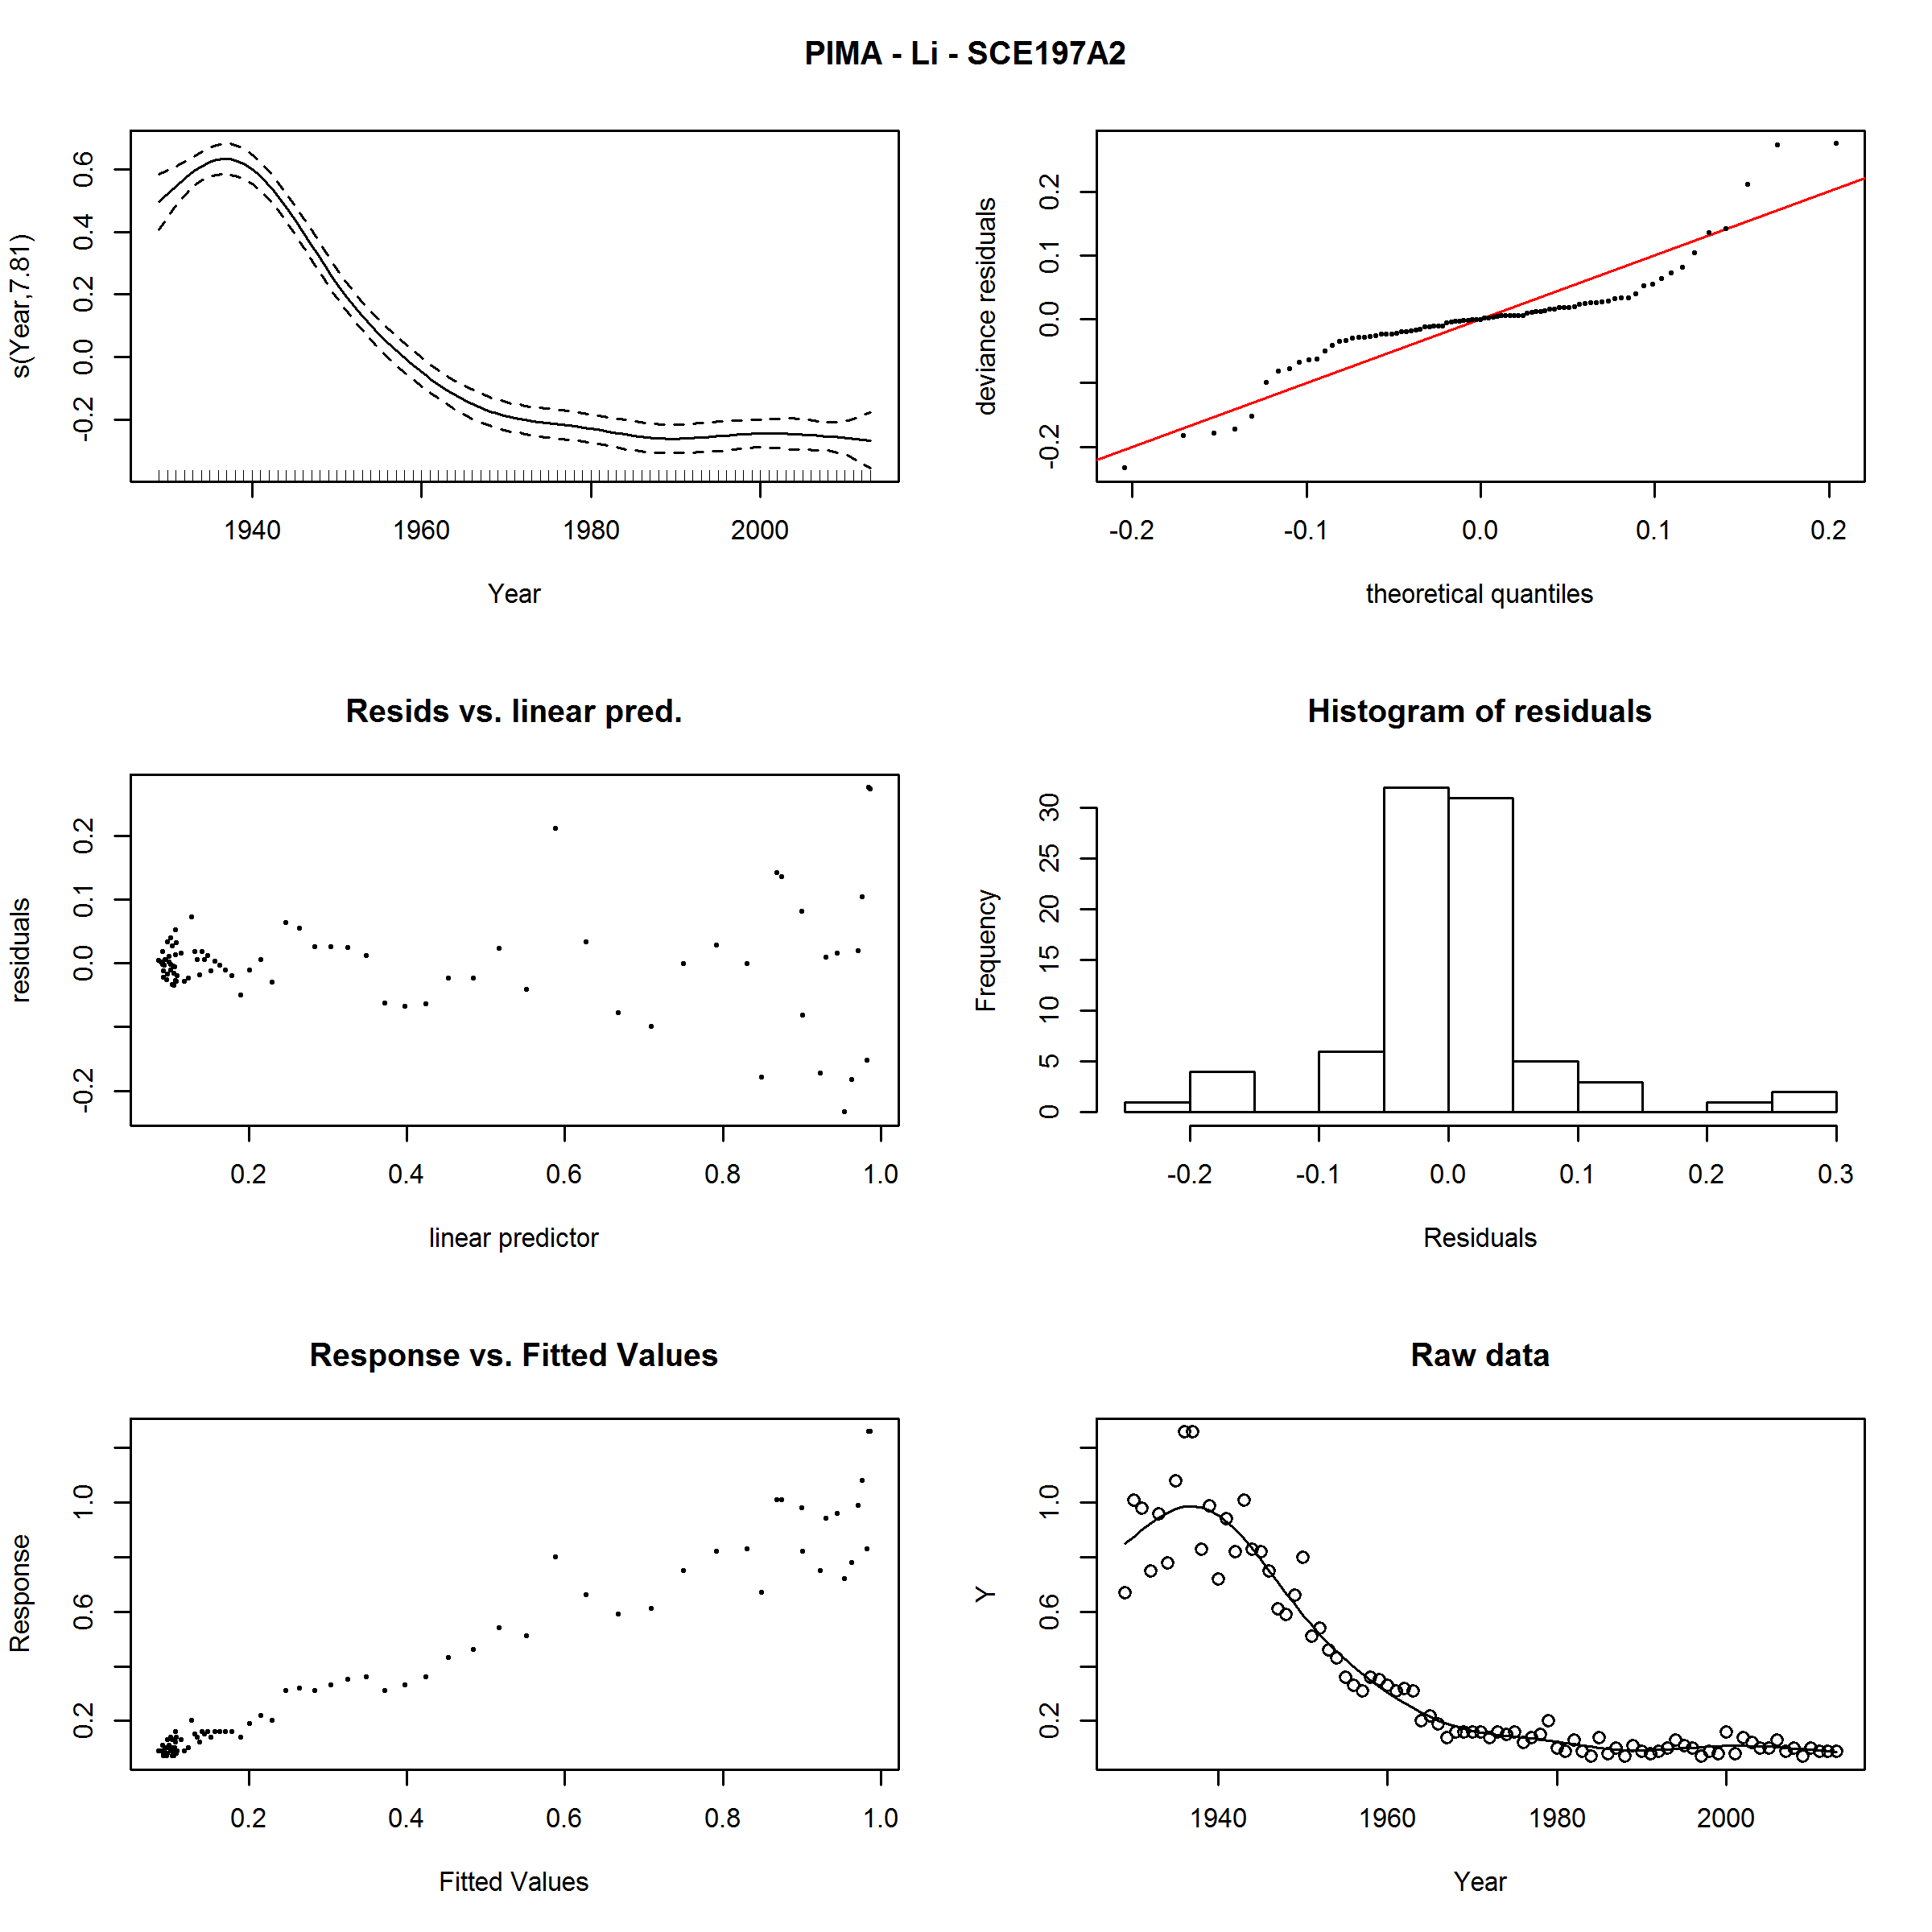 PIMA - Li - SCE197A2
s(Year,7.81)
0.6
0.4
0.2
0.0
-0.2
1940 1960 1980 2000
Year
deviance residuals
0.2
0.1
0.0
-0.2
-0.2 -0.1 0.0 0.1 0.2
theoretical quantiles
Resids vs. linear pred.
residuals
0.2
0.1
0.0
-0.2
0.2 0.4 0.6 0.8 1.0
linear predictor
Histogram of residuals
Frequency
30
25
20
15
10
5
0
-0.2 -0.1 0.0 0.1 0.2 0.3
Residuals
Response vs. Fitted Values
Response
1.0
0.6
0.2
0.2 0.4 0.6 0.8 1.0
Fitted Values
Raw data
Y
1.0
0.6
0.2
1940 1960 1980 2000
Year